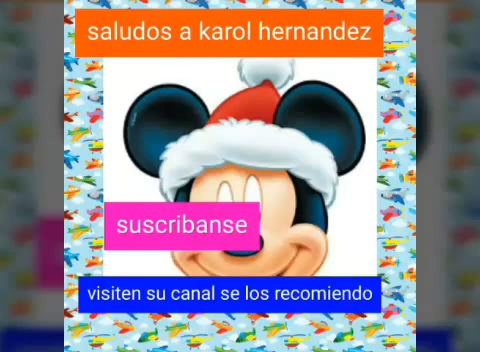 saludos a karol hernandez
suscribanse
visiten su canal se los recomiendo